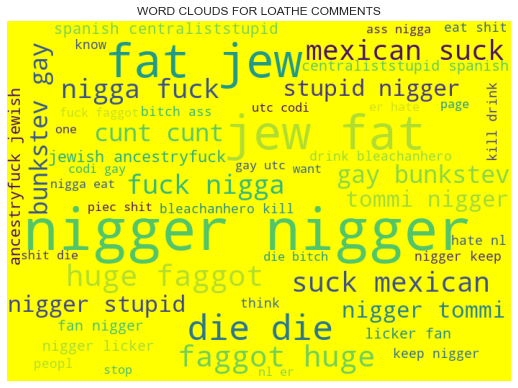 WORD CLOUDS FOR LOATHE COMMENTS
spanish centraliststupid
ass nigga
eat shit
know
fat jew
mexican suck
centraliststupid spanish
nigga fuck
stupid nigger
bunkstev gay
ancestryfuck jewish
fuck faggot
bitch ass
utc codi
er hate
page
kill drink
one
cunt cunt
jew fat
jewish ancestryfuck
drink bleachanhero
codi gay
gay utc
want
gay bunkstev
nigga eat
fuck nigga
tommi nigger
piec shit
bleachanhero kill
nigger nigger
hate nl
shit die
die bitch
nigger keep
huge faggot
suck mexican
nigger stupid
think
nigger tommi
fan nigger
die die
licker fan
nigger licker
faggot huge
keep nigger
peopl
stop
nl er